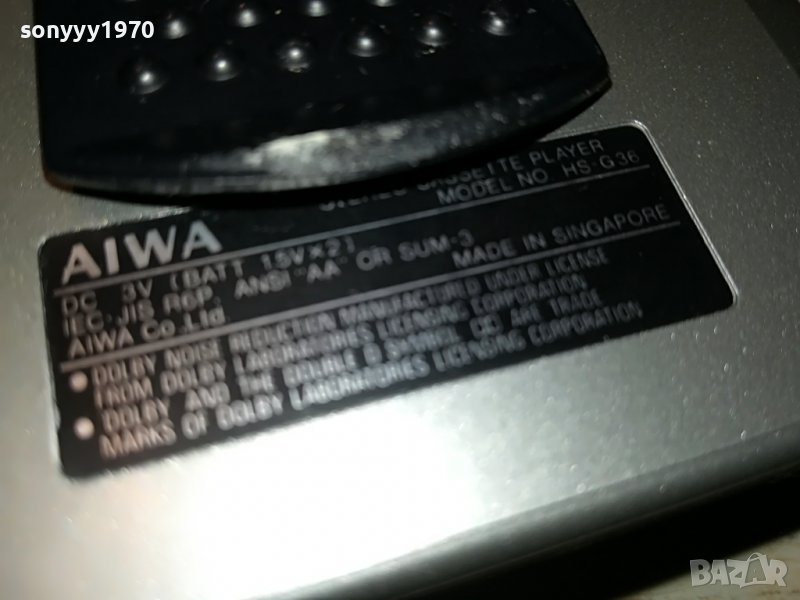 sonyyy1970
STEREO CASSETTE PLAYER
MODEL NO HS-G36
AIWA
DC 3V (BATT 1.5V×2)
IEC·JIS R6P, ANSI "AA" OR SUM-3
AIWA Co.,Ltd. MADE IN SINGAPORE
• DOLBY NOISE REDUCTION MANUFACTURED UNDER LICENSE
FROM DOLBY LABORATORIES LICENSING CORPORATION
• DOLBY AND THE DOUBLE D SYMBOL ARE TRADE
MARKS OF DOLBY LABORATORIES LICENSING CORPORATION
BAZAR